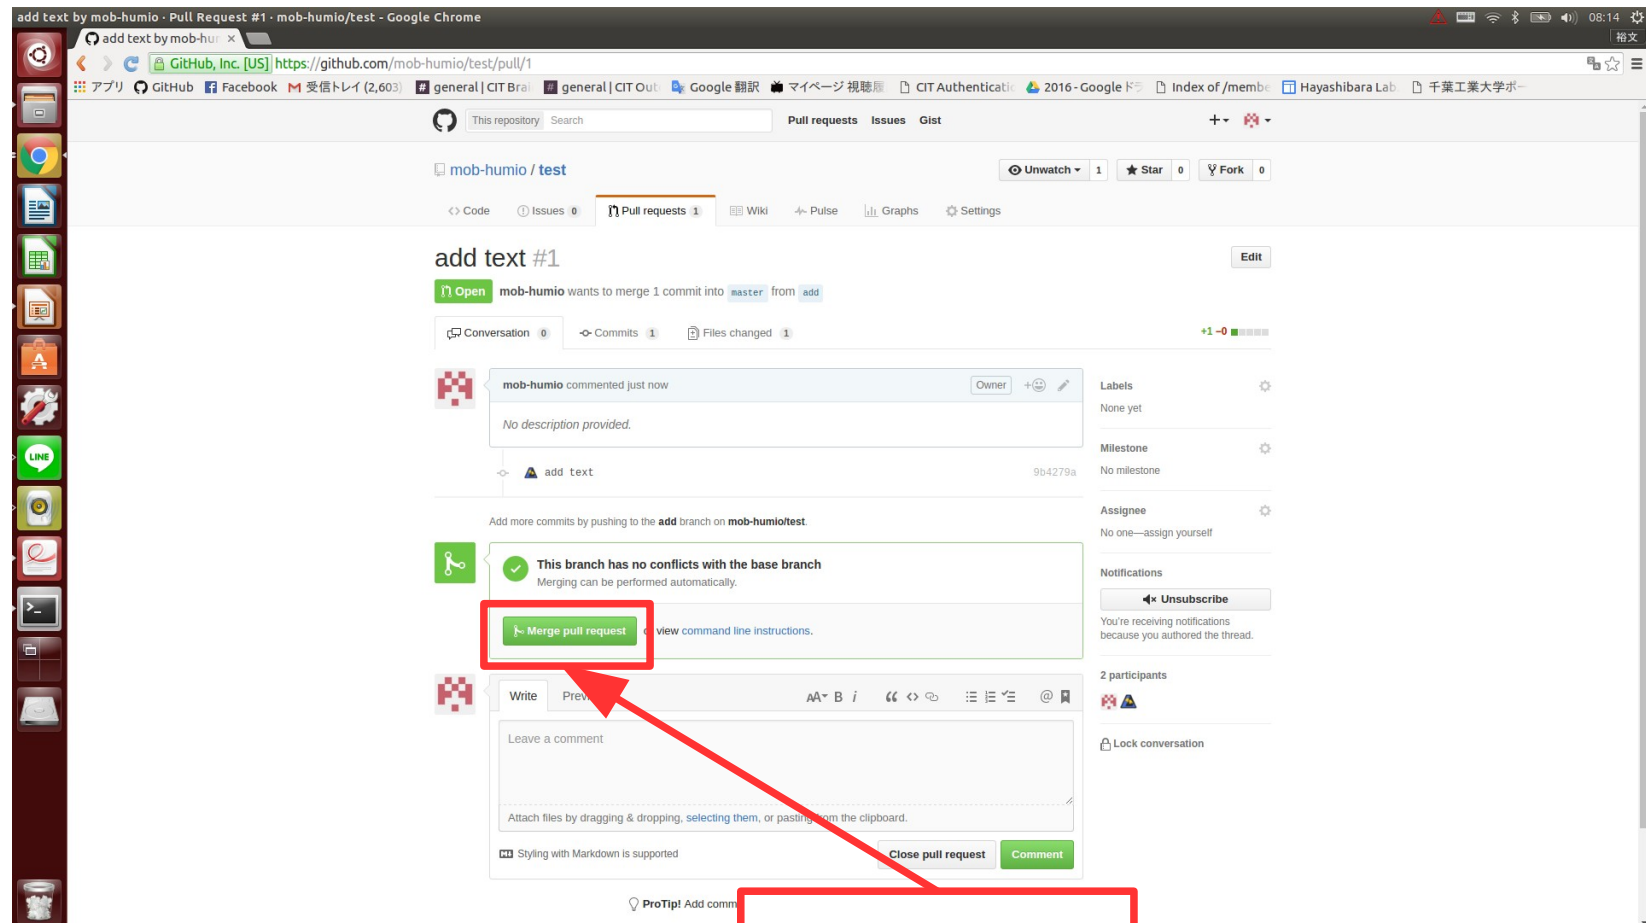 add text by mob-humio · Pull Request #1 · mob-humio/test - Google Chrome
08:14
add text by mob-hum ×
裕文
GitHub, Inc. [US] https://github.com/mob-humio/test/pull/1
アプリ GitHub Facebook 受信トレイ (2,603) general | CIT Brai general | CIT Out Google 翻訳 マイページ 視聴履 CIT Authenticatio 2016 - Google ドラ Index of /membe Hayashibara Lab. 千葉工業大学ポー
This repository Search Pull requests Issues Gist
mob-humio / test
Unwatch 1 Star 0 Fork 0
Code Issues 0 Pull requests 1 Wiki Pulse Graphs Settings
add text #1
Edit
Open mob-humio wants to merge 1 commit into master from add
Conversation 0 Commits 1 Files changed 1 +1 −0
mob-humio commented just now Owner
No description provided.
add text 9b4279a
Add more commits by pushing to the add branch on mob-humio/test.
This branch has no conflicts with the base branch
Merging can be performed automatically.
Merge pull request view command line instructions.
Write
AA B i
Leave a comment
Attach files by dragging & dropping, selecting them, or pasting from the clipboard.
Styling with Markdown is supported
Close pull request Comment
ProTip! Add comm
Labels
None yet
Milestone
No milestone
Assignee
No one—assign yourself
Notifications
Unsubscribe
You're receiving notifications
because you authored the thread.
2 participants
Lock conversation
LINE